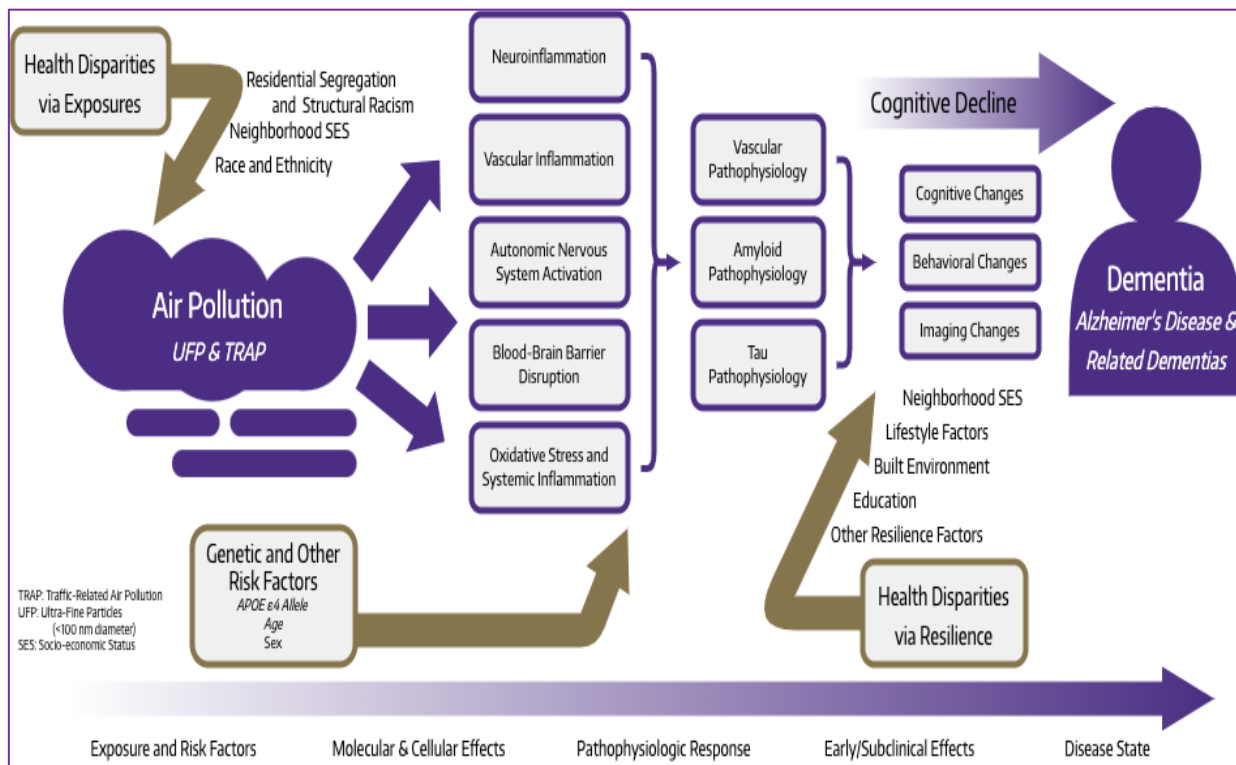 Health Disparities
via Exposures
Residential Segregation
and Structural Racism
Neighborhood SES
Race and Ethnicity
Air Pollution
UFP & TRAP
Neuroinflammation
Vascular Inflammation
Autonomic Nervous
System Activation
Blood-Brain Barrier
Disruption
Oxidative Stress and
Systemic Inflammation
Vascular
Pathophysiology
Amyloid
Pathophysiology
Tau
Pathophysiology
Cognitive Decline
Cognitive Changes
Behavioral Changes
Imaging Changes
Dementia
Alzheimer's Disease &
Related Dementias
Neighborhood SES
Lifestyle Factors
Built Environment
Education
Other Resilience Factors
Health Disparities
via Resilience
Genetic and Other
Risk Factors
APOE ε4 Allele
Age
Sex
TRAP: Traffic-Related Air Pollution
UFP: Ultra-Fine Particles
(<100 nm diameter)
SES: Socio-economic Status
Exposure and Risk Factors
Molecular & Cellular Effects
Pathophysiologic Response
Early/Subclinical Effects
Disease State